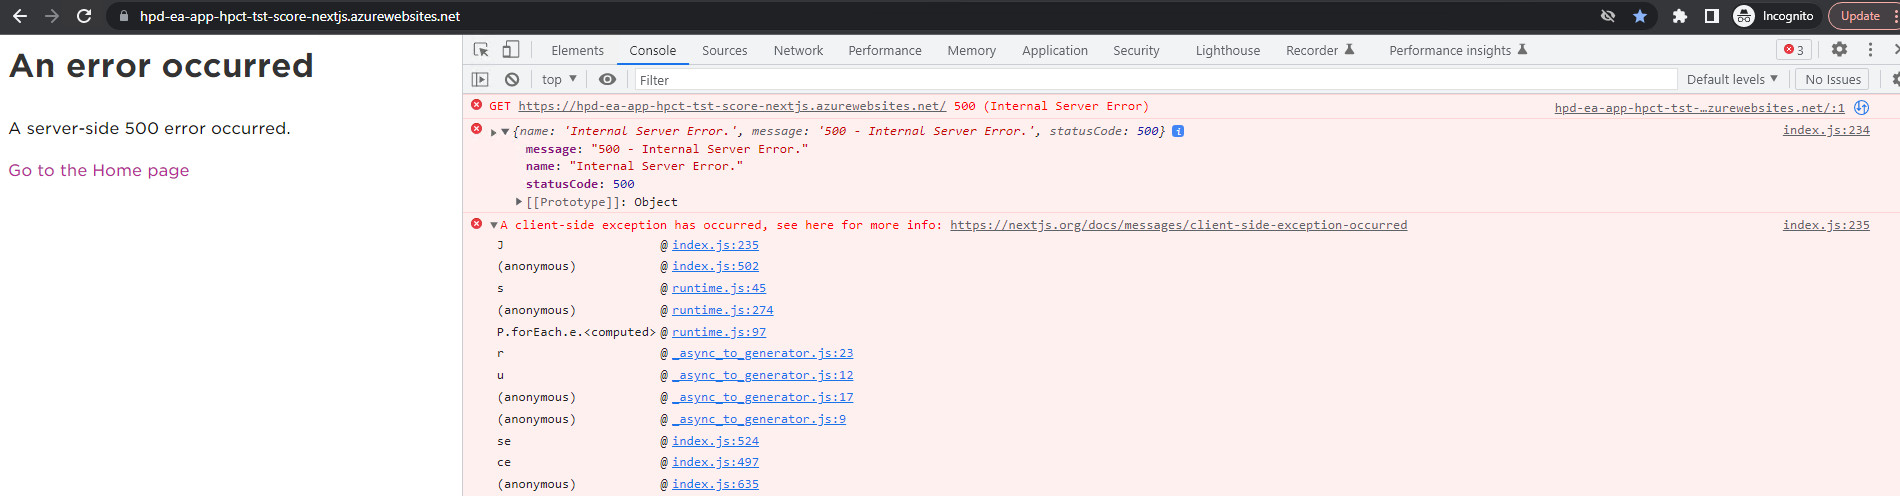 hpd-ea-app-hpct-tst-score-nextjs.azurewebsites.net
Incognito
Update
An error occurred
A server-side 500 error occurred.
Go to the Home page
Elements Console Sources Network Performance Memory Application Security Lighthouse Recorder Performance insights 3
top Filter Default levels No Issues
GET https://hpd-ea-app-hpct-tst-score-nextjs.azurewebsites.net/ 500 (Internal Server Error) hpd-ea-app-hpct-tst-…zurewebsites.net/:1
{name: 'Internal Server Error.', message: '500 - Internal Server Error.', statusCode: 500} i index.js:234
message: "500 - Internal Server Error."
name: "Internal Server Error."
statusCode: 500
[[Prototype]]: Object
A client-side exception has occurred, see here for more info: https://nextjs.org/docs/messages/client-side-exception-occurred index.js:235
J @ index.js:235
(anonymous) @ index.js:502
s @ runtime.js:45
(anonymous) @ runtime.js:274
P.forEach.e.<computed> @ runtime.js:97
r @ _async_to_generator.js:23
u @ _async_to_generator.js:12
(anonymous) @ _async_to_generator.js:17
(anonymous) @ _async_to_generator.js:9
se @ index.js:524
ce @ index.js:497
(anonymous) @ index.js:635